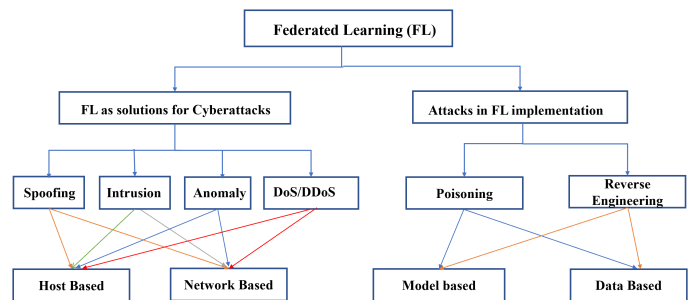 Federated Learning (FL)
FL as solutions for Cyberattacks
Attacks in FL implementation
Spoofing
Intrusion
Anomaly
DoS/DDoS
Poisoning
Reverse
Engineering
Host Based
Network Based
Model based
Data Based